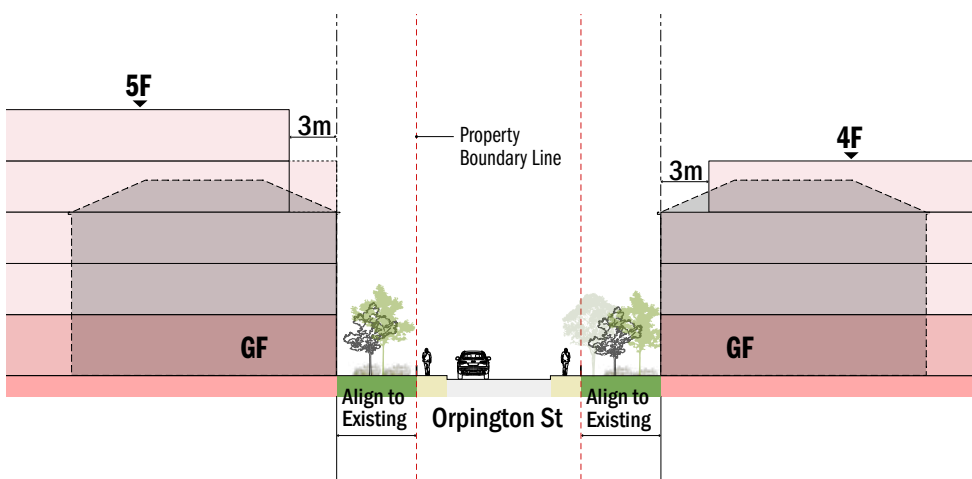 5F
3m
Property
Boundary Line
4F
3m
GF
GF
Align to
Existing
Orpington St
Align to
Existing